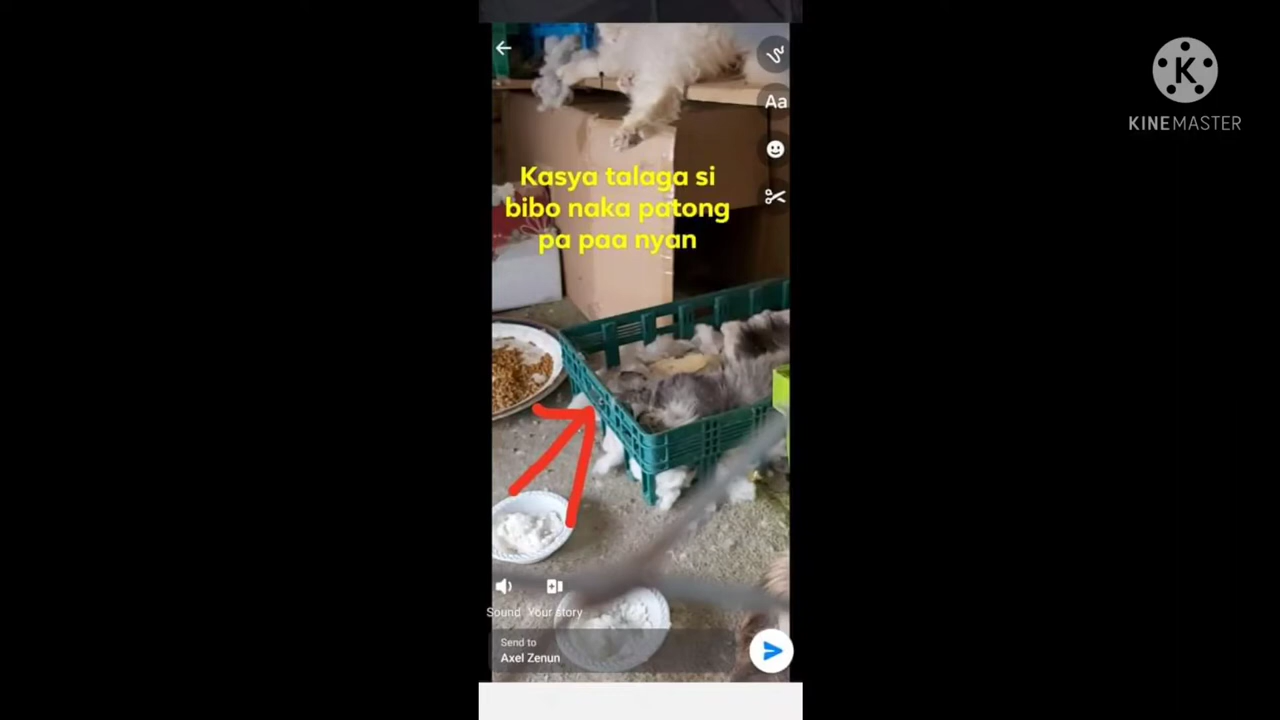 KINEMASTER
Aa
Kasya talaga si
bibo naka patong
pa paa nyan
Sound Your story
Send to
Axel Zenun